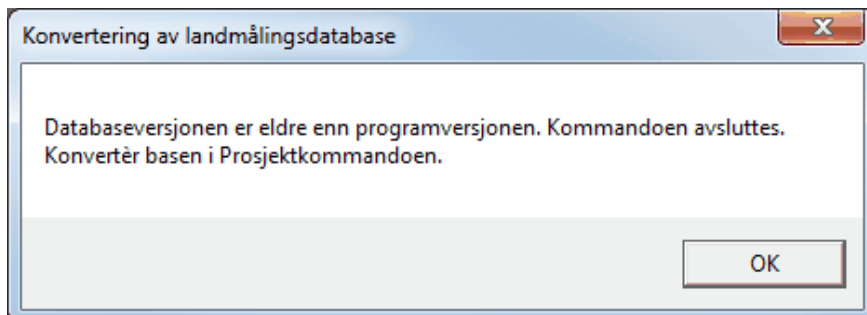 Konvertering av landmålingsdatabase
Databaseversjonen er eldre enn programversjonen. Kommandoen avsluttes.
Konvertèr basen i Prosjektkommandoen.
OK